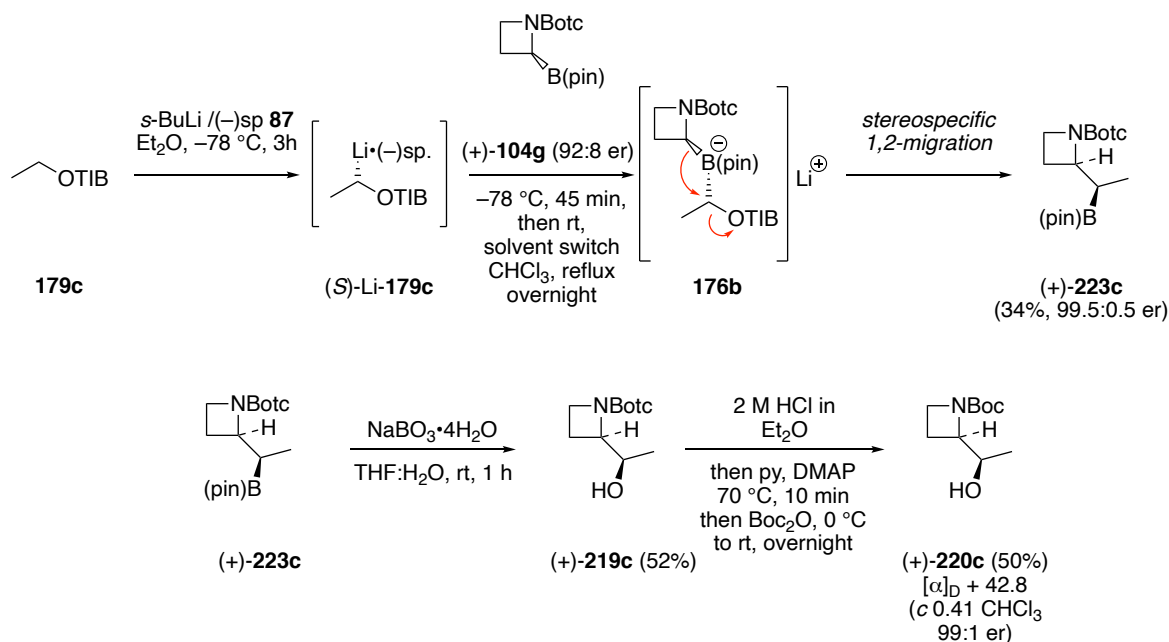 NBotc
B(pin)
s-BuLi /(–)sp 87
Et2O, –78 °C, 3h
OTIB
179c
Li•(–)sp.
OTIB
(S)-Li-179c
(+)-104g (92:8 er)
–78 °C, 45 min,
then rt,
solvent switch
CHCl3, reflux
overnight
NBotc
B(pin)
–
OTIB
Li+
176b
stereospecific
1,2-migration
NBotc
H
(pin)B
(+)-223c
(34%, 99.5:0.5 er)
NBotc
H
(pin)B
(+)-223c
NaBO3•4H2O
THF:H2O, rt, 1 h
NBotc
H
HO
(+)-219c (52%)
2 M HCl in
Et2O
then py, DMAP
70 °C, 10 min
then Boc2O, 0 °C
to rt, overnight
NBoc
H
HO
(+)-220c (50%)
[α]D + 42.8
(c 0.41 CHCl3
99:1 er)